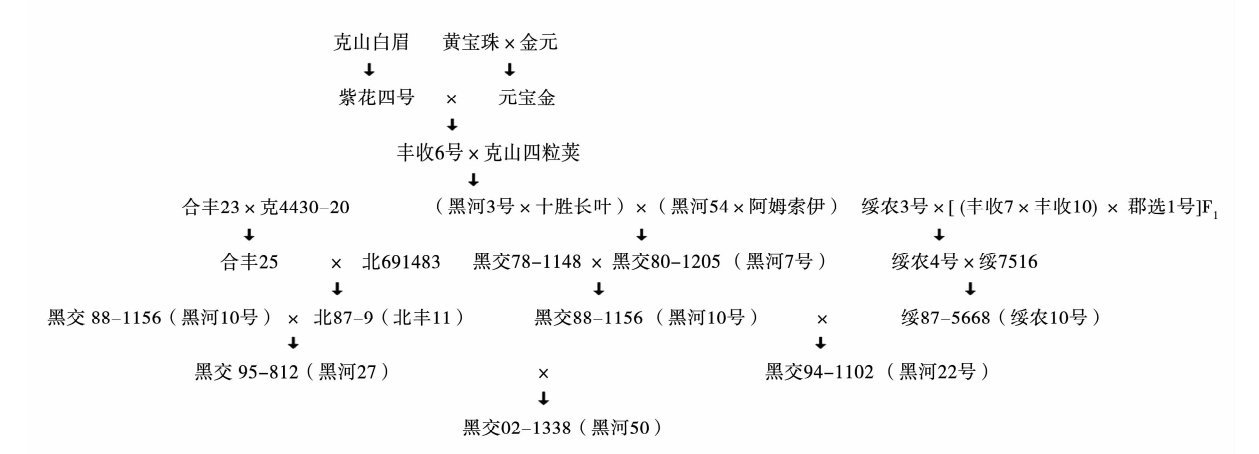 克山白眉 黄宝珠 × 金元
紫花四号 × 元宝金
丰收6号 × 克山四粒荚
合丰23 × 克4430-20 （黑河3号 × 十胜长叶）×（黑河54 × 阿姆索伊） 绥农3号 ×[ (丰收7 × 丰收10) × 郡选1号]F1
合丰25 × 北691483 黑交78-1148 × 黑交80-1205（黑河7号） 绥农4号 × 绥7516
黑交 88-1156（黑河10号）× 北87-9（北丰11） 黑交88-1156（黑河10号） × 绥87-5668（绥农10号）
黑交 95-812（黑河27） × 黑交94-1102（黑河22号）
黑交02-1338（黑河50）